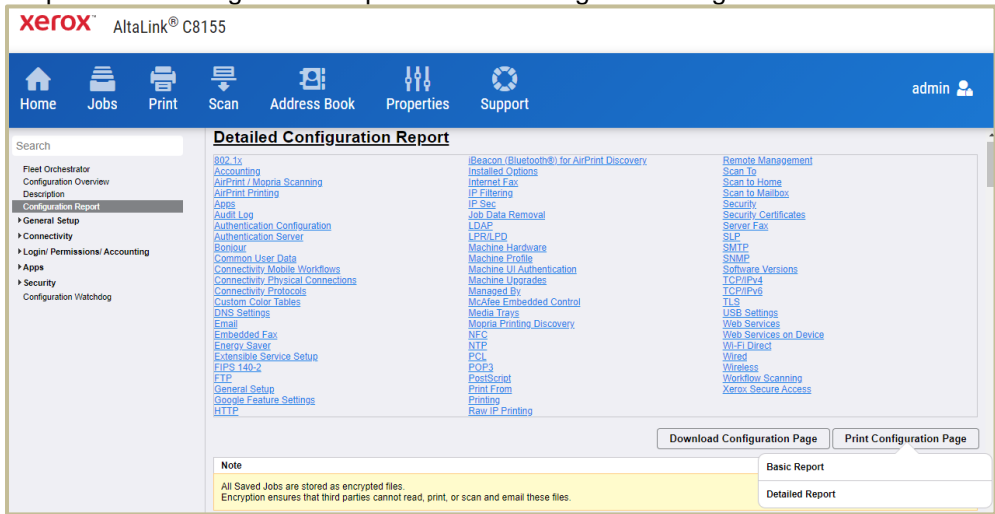 xerox™ AltaLink® C8155
Home Jobs Print Scan Address Book Properties Support admin
Search
Fleet Orchestrator
Configuration Overview
Description
Configuration Report
General Setup
Connectivity
Login/ Permissions/ Accounting
Apps
Security
Configuration Watchdog
Detailed Configuration Report
802.1x
Accounting
AirPrint / Mopria Scanning
AirPrint Printing
Apps
Audit Log
Authentication Configuration
Authentication Server
Bonjour
Common User Data
Connectivity Mobile Workflows
Connectivity Physical Connections
Connectivity Protocols
Custom Color Tables
DNS Settings
Email
Embedded Fax
Energy Saver
Extensible Service Setup
FIPS 140-2
FTP
General Setup
Google Feature Settings
HTTP
iBeacon (Bluetooth®) for AirPrint Discovery
Installed Options
Internet Fax
IP Filtering
IP Sec
Job Data Removal
LDAP
LPR/LPD
Machine Hardware
Machine Profile
Machine UI Authentication
Machine Upgrades
Managed By
McAfee Embedded Control
Media Trays
Mopria Printing Discovery
NFC
NTP
PCL
POP3
PostScript
Print From
Printing
Raw IP Printing
Remote Management
Scan To
Scan to Home
Scan to Mailbox
Security
Security Certificates
Server Fax
SLP
SMTP
SNMP
Software Versions
TCP/IPv4
TCP/IPv6
TLS
USB Settings
Web Services
Web Services on Device
Wi-Fi Direct
Wired
Wireless
Workflow Scanning
Xerox Secure Access
Download Configuration Page Print Configuration Page
Basic Report
Detailed Report
Note
All Saved Jobs are stored as encrypted files.
Encryption ensures that third parties cannot read, print, or scan and email these files.